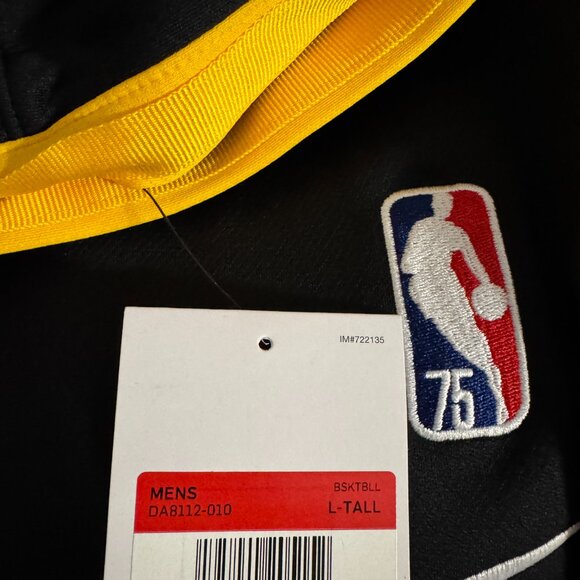 IM#722135
75
MENS BSKTBLL
DA8112-010 L-TALL